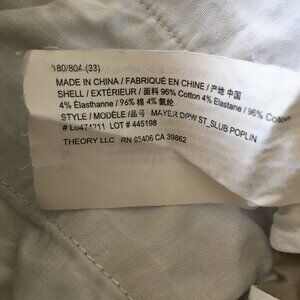 180/80A (33)
MADE IN CHINA / FABRIQUÉ EN CHINE / 产地 中国
SHELL / EXTÉRIEUR / 面料 96% Cotton 4% Elastane / 96% Coton
4% Élasthanne / 96% 棉 4% 氨纶
STYLE / MODÈLE / 品号 MAYER DRW ST_SLUB POPLIN
LOT # 445198
THEORY LLC RN 92406 CA 39862